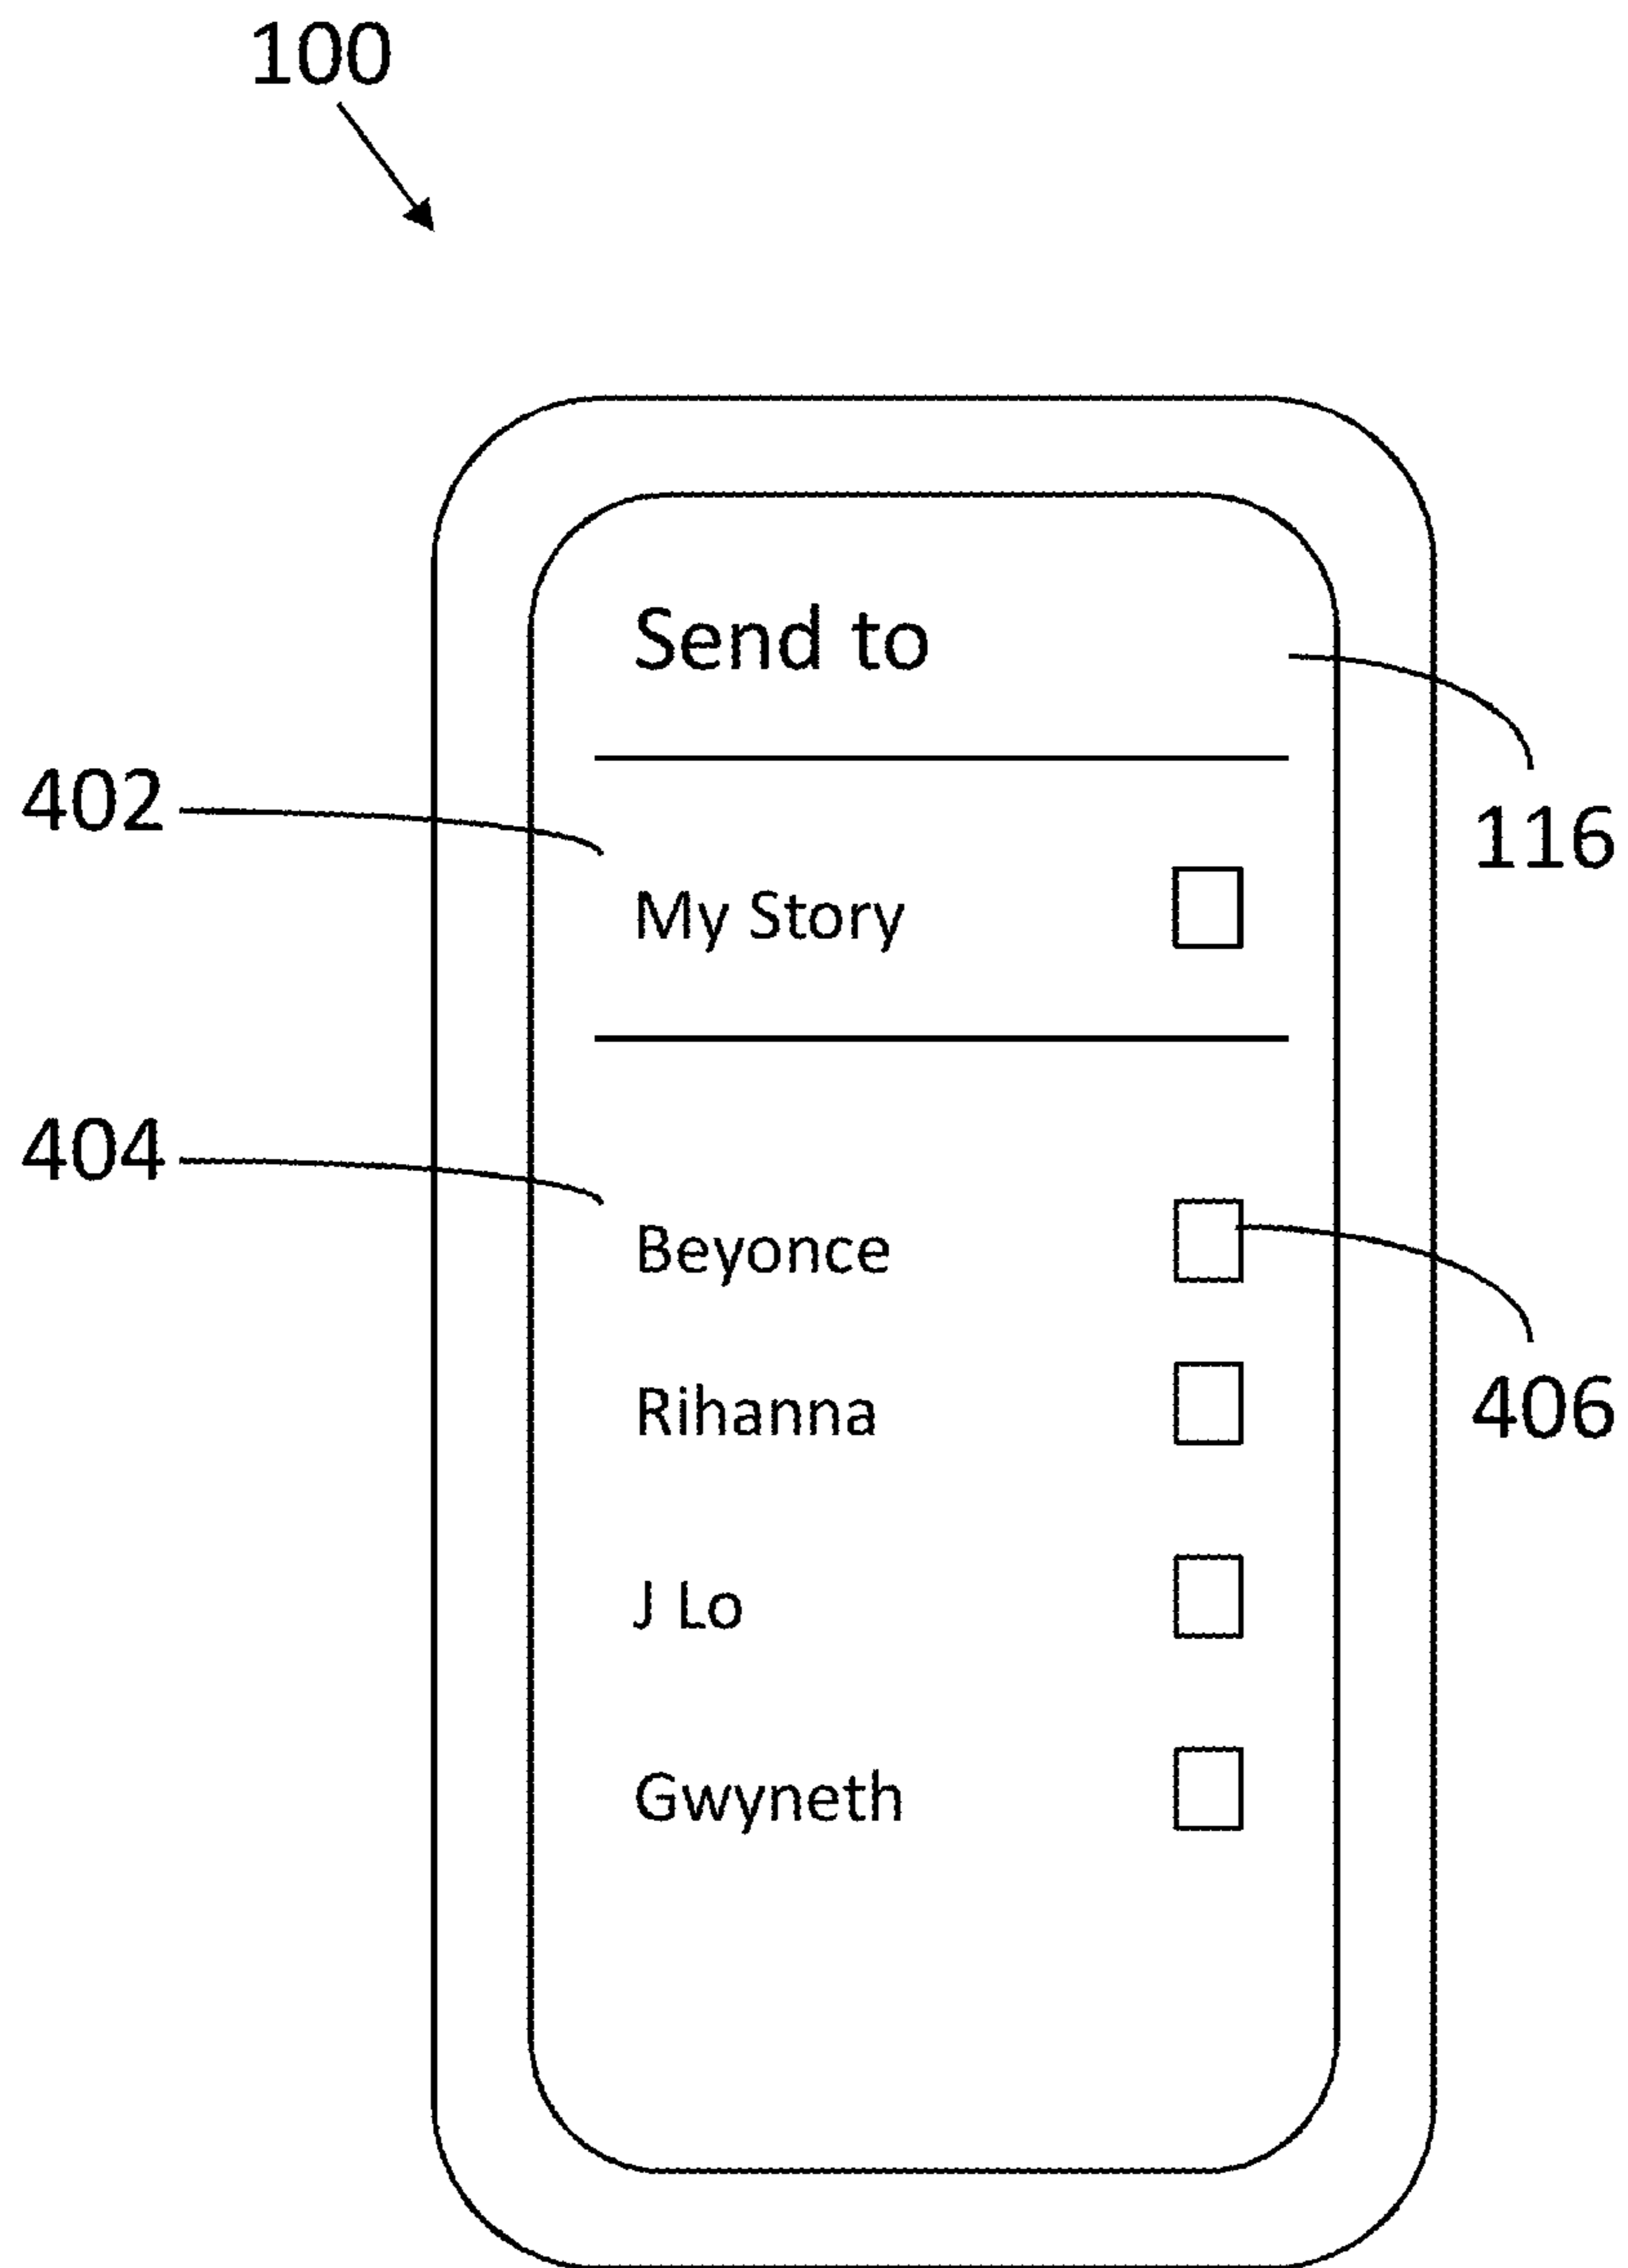 100
Send to
116
402
My Story
404
Beyonce
406
Rihanna
J Lo
Gwyneth